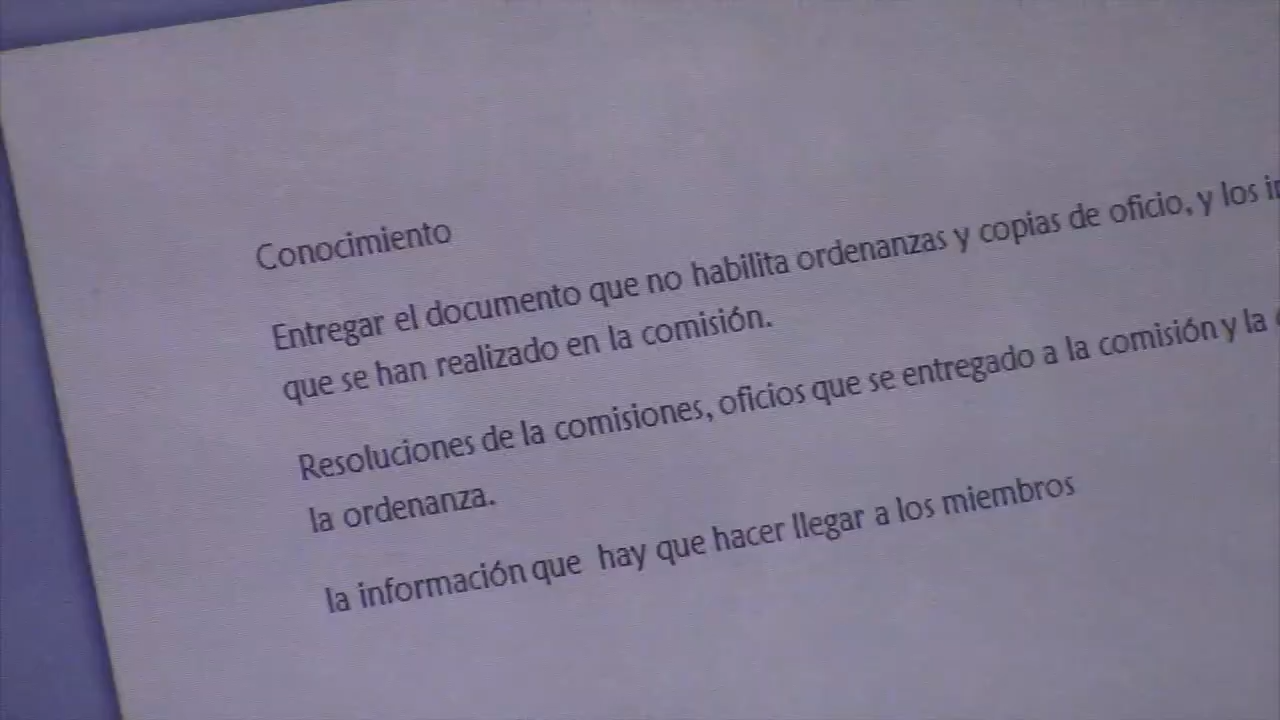 Conocimiento
Entregar el documento que no habilita ordenanzas y copias de oficio, y los
que se han realizado en la comisión.
Resoluciones de la comisiones, oficios que se entregado a la comisión y la
la ordenanza.
la información que hay que hacer llegar a los miembros